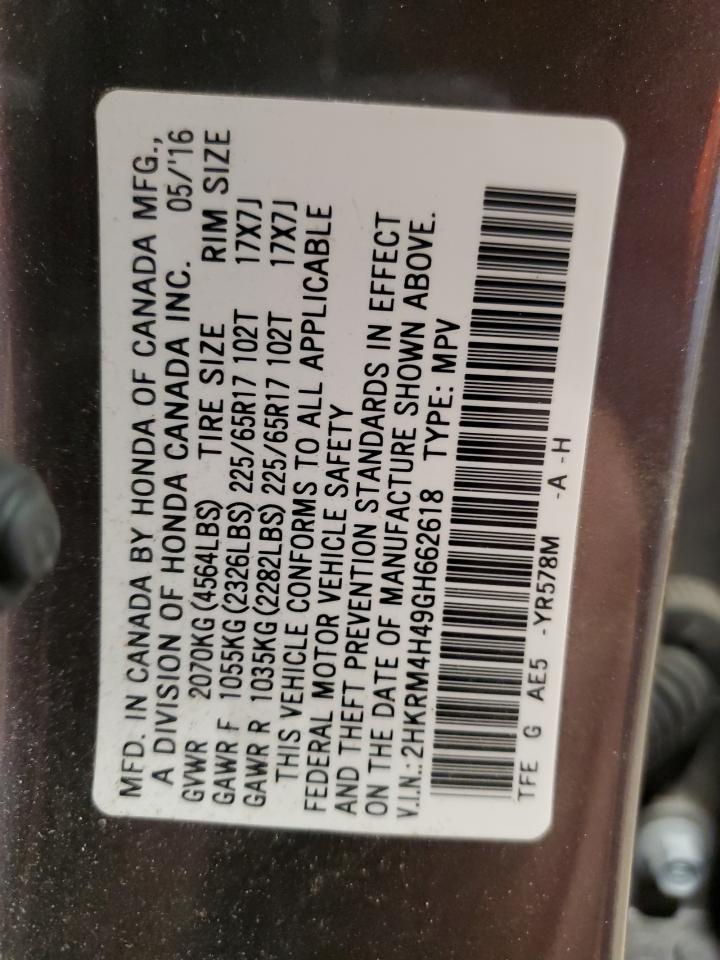 MFD. IN CANADA BY HONDA OF CANADA MFG.,
A DIVISION OF HONDA CANADA INC. 05/'16
GVWR 2070KG(4564LBS) TIRE SIZE RIM SIZE
GAWR F 1055KG(2326LBS) 225/65R17 102T 17X7J
GAWR R 1035KG(2282LBS) 225/65R17 102T 17X7J
THIS VEHICLE CONFORMS TO ALL APPLICABLE
FEDERAL MOTOR VEHICLE SAFETY
AND THEFT PREVENTION STANDARDS IN EFFECT
ON THE DATE OF MANUFACTURE SHOWN ABOVE.
V.I.N.:2HKRM4H49GH662618 TYPE: MPV
TFE G AE5 -YR578M -A -H